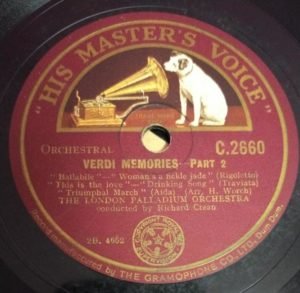 "HIS MASTER'S VOICE"
ORCHESTRAL
C.2660
VERDI MEMORIES—PART 2
"Ballabile"—"Woman's a fickle jade" (Rigoletto)
"This is the love"—"Drinking Song" (Traviata)
"Triumphal March" (Aida) (Arr. H. Worch)
THE LONDON PALLADIUM ORCHESTRA
conducted by Richard Crean
2B. 4662
THE GRAMOPHONE CO. LTD.